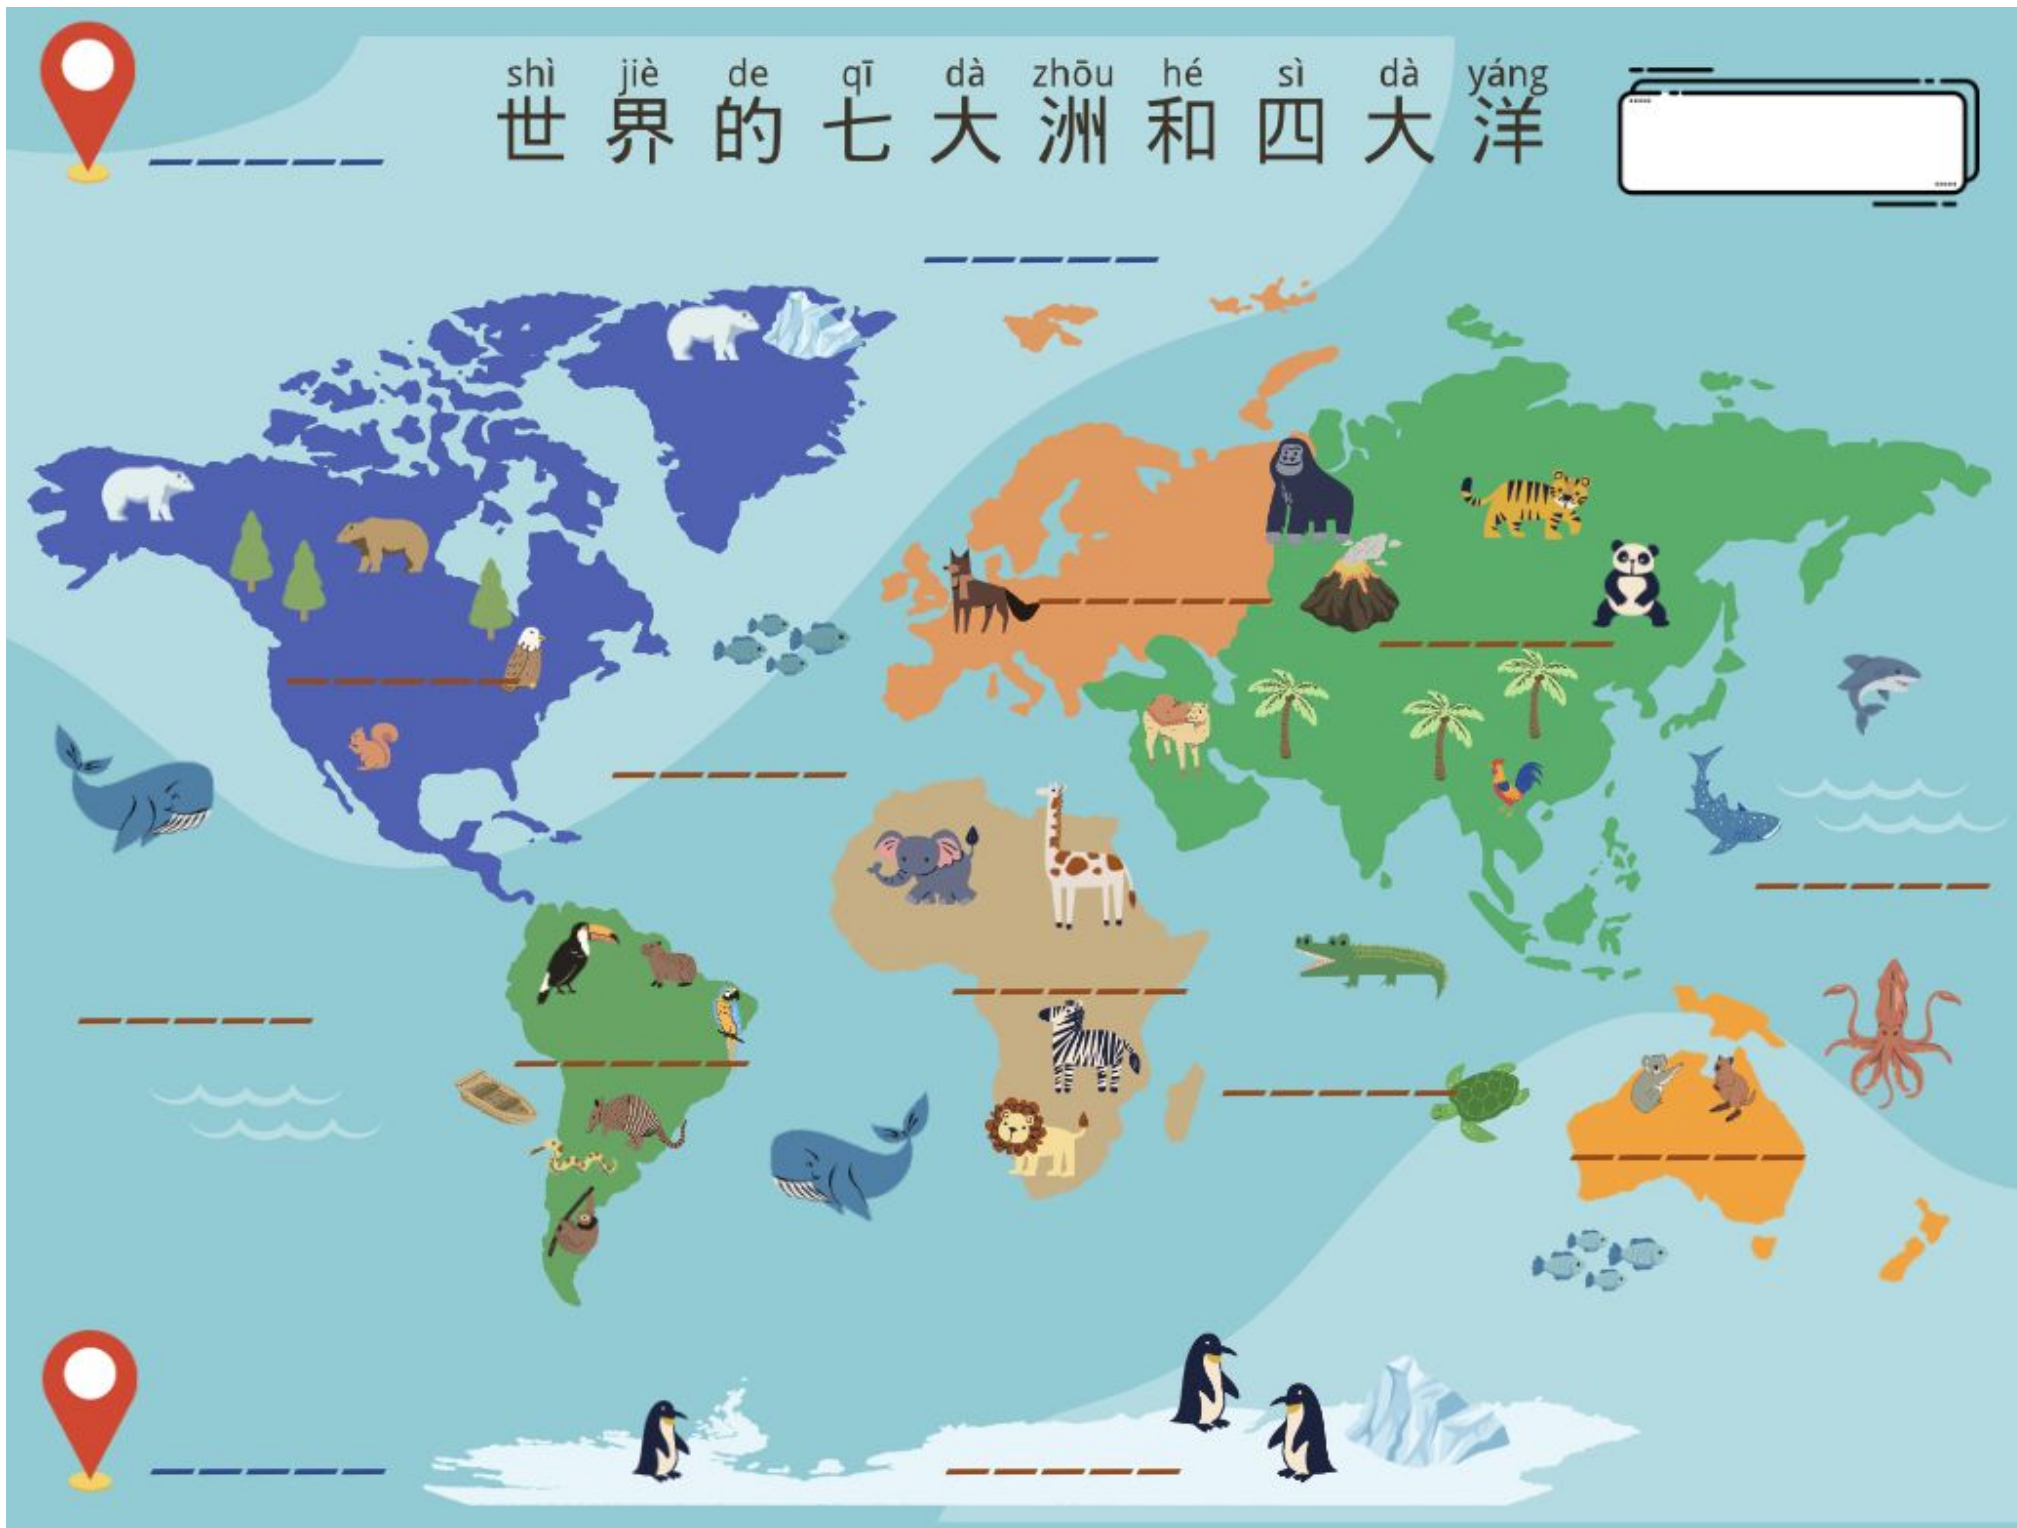 shì jiè de qī dà zhōu hé sì dà yáng
世界的七大洲和四大洋